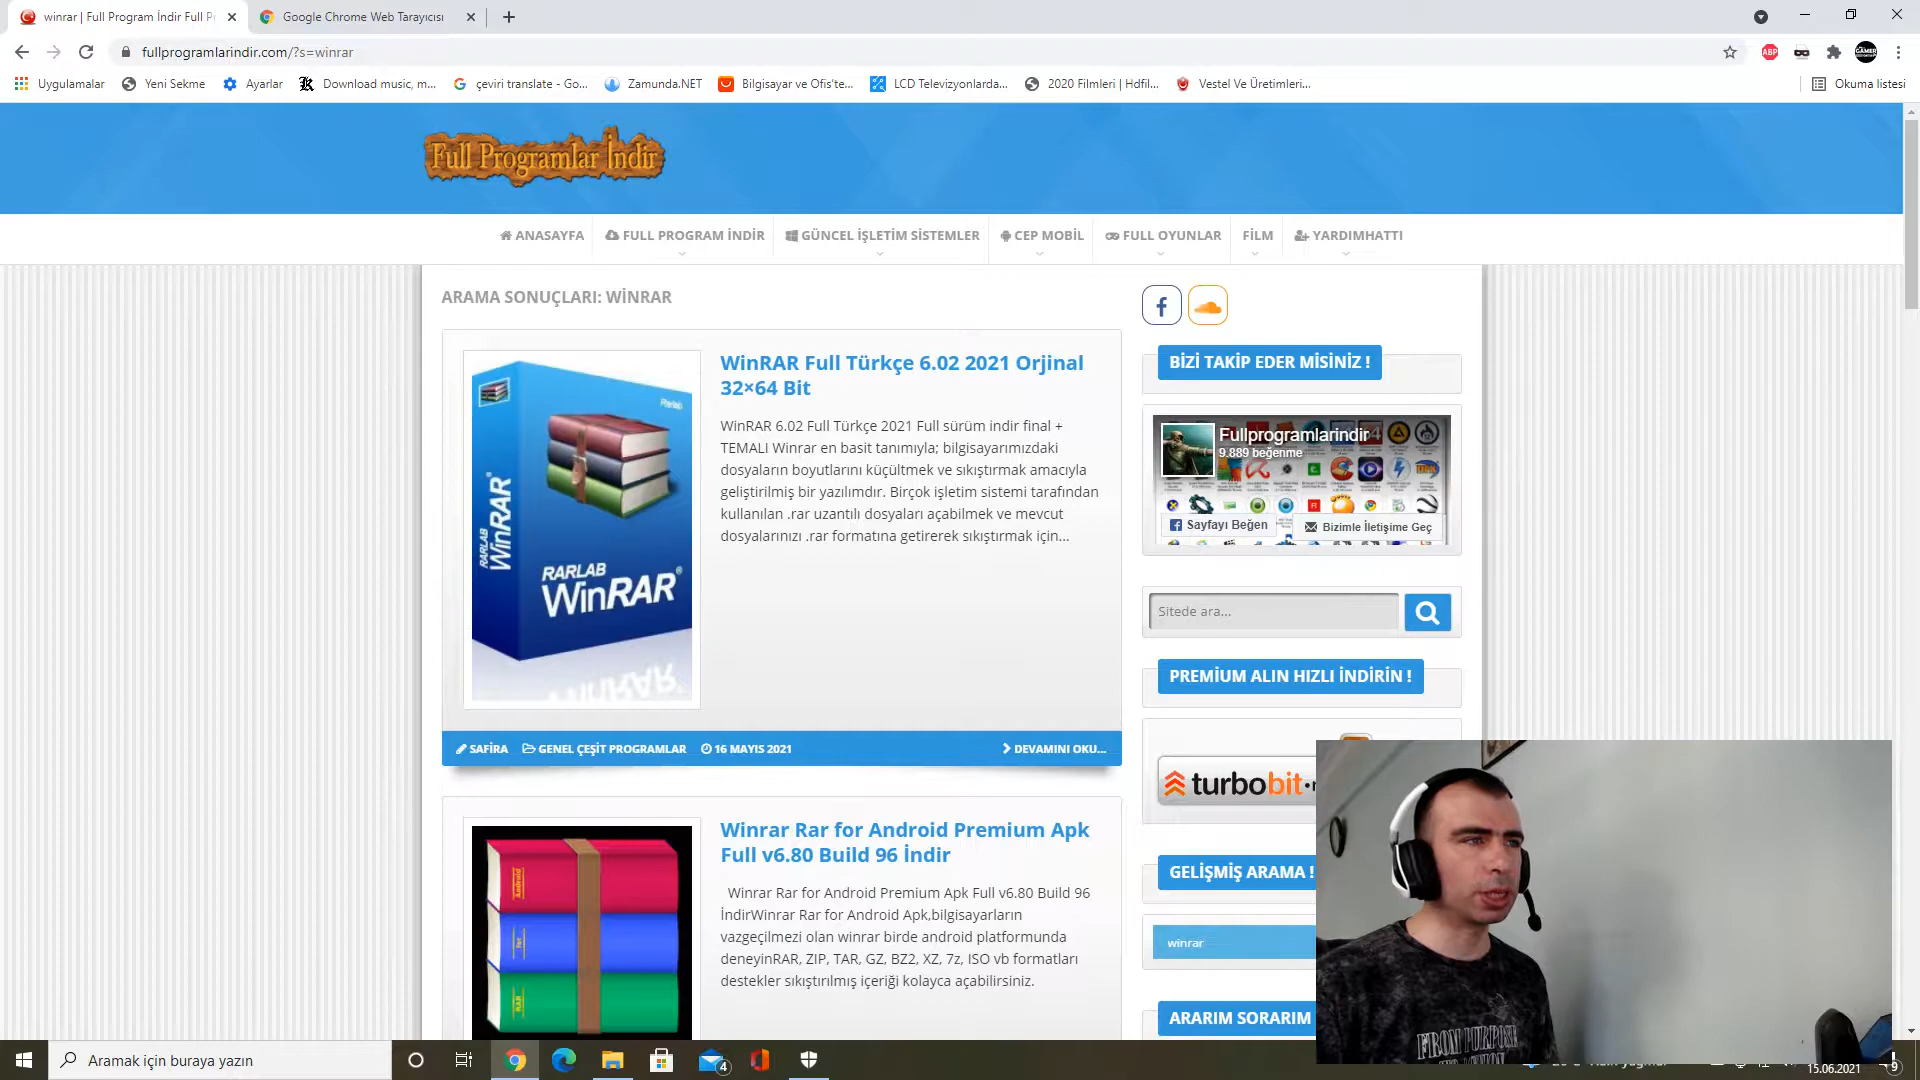 winrar | Full Program İndir Full Pr
Google Chrome Web Tarayıcısı
fullprogramlarindir.com/?s=winrar
ABP
Uygulamalar
Yeni Sekme
Ayarlar
Download music, m...
çeviri translate - Go...
Zamunda.NET
Bilgisayar ve Ofis'te...
LCD Televizyonlarda...
2020 Filmleri | Hdfil...
Vestel Ve Üretimleri...
Okuma listesi
Full Programlar İndir
ANASAYFA
FULL PROGRAM İNDİR
GÜNCEL İŞLETİM SİSTEMLER
CEP MOBİL
FULL OYUNLAR
FİLM
YARDIMHATTI
ARAMA SONUÇLARI: WİNRAR
WinRAR Full Türkçe 6.02 2021 Orjinal
32×64 Bit
WinRAR 6.02 Full Türkçe 2021 Full sürüm indir final +
TEMALI Winrar en basit tanımıyla; bilgisayarımızdaki
dosyaların boyutlarını küçültmek ve sıkıştırmak amacıyla
geliştirilmiş bir yazılımdır. Birçok işletim sistemi tarafından
kullanılan .rar uzantılı dosyaları açabilmek ve mevcut
dosyalarınızı .rar formatına getirerek sıkıştırmak için...
RARLAB
WinRAR
RARLAB
WinRAR
SAFİRA
GENEL ÇEŞİT PROGRAMLAR
16 MAYIS 2021
DEVAMINI OKU...
Winrar Rar for Android Premium Apk
Full v6.80 Build 96 İndir
Winrar Rar for Android Premium Apk Full v6.80 Build 96
İndirWinrar Rar for Android Apk,bilgisayarların
vazgeçilmezi olan winrar birde android platformunda
deneyinRAR, ZIP, TAR, GZ, BZ2, XZ, 7z, ISO vb formatları
destekler sıkıştırılmış içeriği kolayca açabilirsiniz.
Android
RAR
BİZİ TAKİP EDER MİSİNİZ !
Fullprogramlarindir
9.889 beğenme
Sayfayı Beğen
Bizimle İletişime Geç
Sitede ara...
PREMİUM ALIN HIZLI İNDİRİN !
turbobit
GELİŞMİŞ ARAMA !
winrar
ARARIM SORARIM
FROM PURPOSE
Aramak için buraya yazın
4
15.06.2021
9